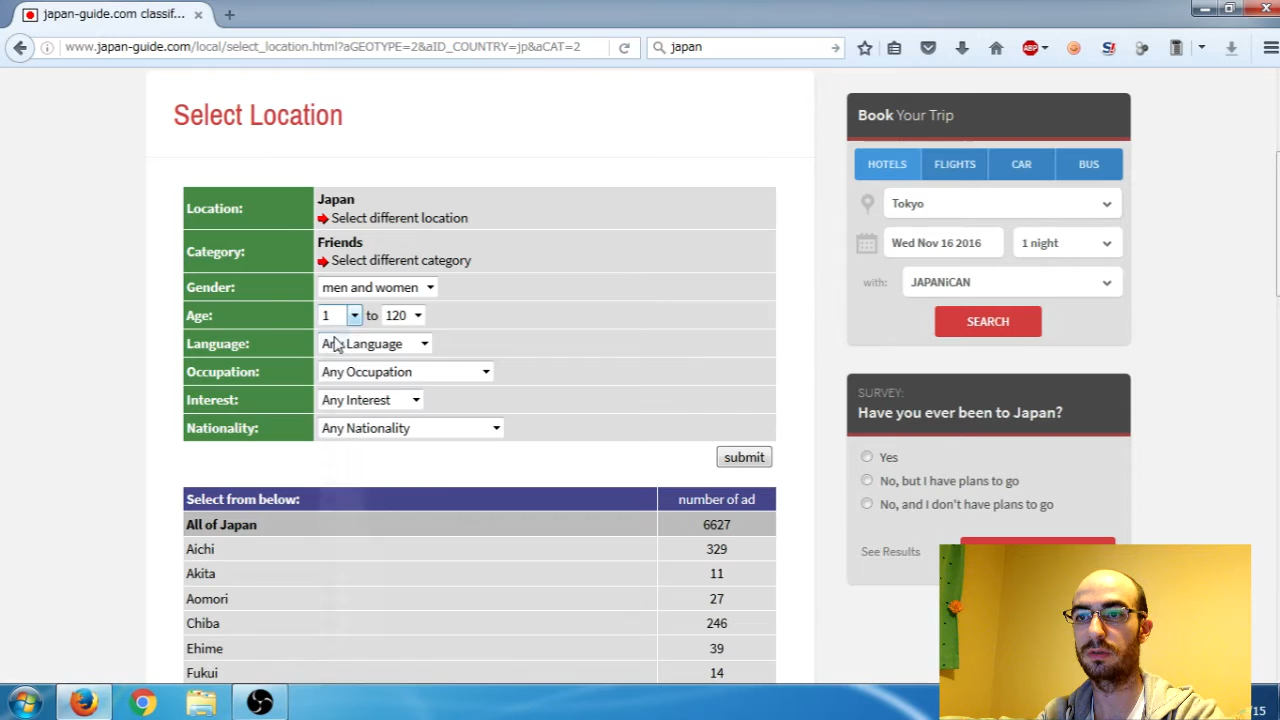 japan-guide.com classif...
www.japan-guide.com/local/select_location.html?aGEOTYPE=2&aID_COUNTRY=jp&aCAT=2
japan
ABP
S!
Select Location
Location:
Japan
Select different location
Category:
Friends
Select different category
Gender:
men and women
Age:
1 to 120
Language:
Any Language
Occupation:
Any Occupation
Interest:
Any Interest
Nationality:
Any Nationality
submit
Select from below: number of ad
All of Japan 6627
Aichi 329
Akita 11
Aomori 27
Chiba 246
Ehime 39
Fukui 14
Book Your Trip
HOTELS FLIGHTS CAR BUS
Tokyo
Wed Nov 16 2016 1 night
with: JAPANiCAN
SEARCH
SURVEY:
Have you ever been to Japan?
Yes
No, but I have plans to go
No, and I don't have plans to go
See Results
/15